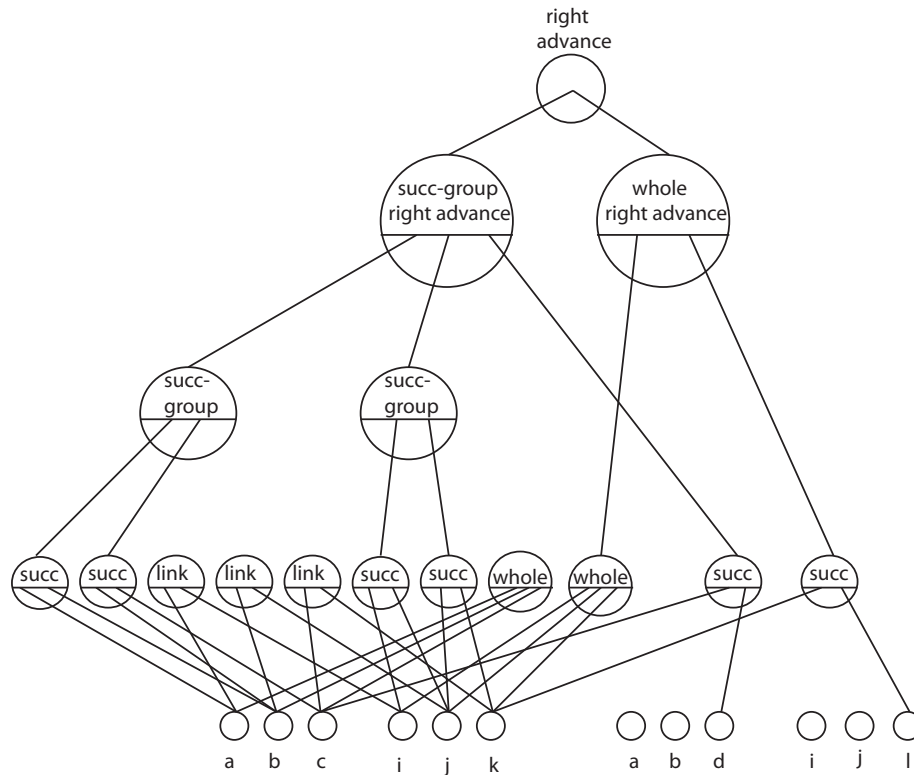 right
advance
succ-group
right advance
whole
right advance
succ-
group
succ-
group
succ
succ
link
link
link
succ
succ
whole
whole
succ
succ
a
b
c
i
j
k
a
b
d
i
j
l